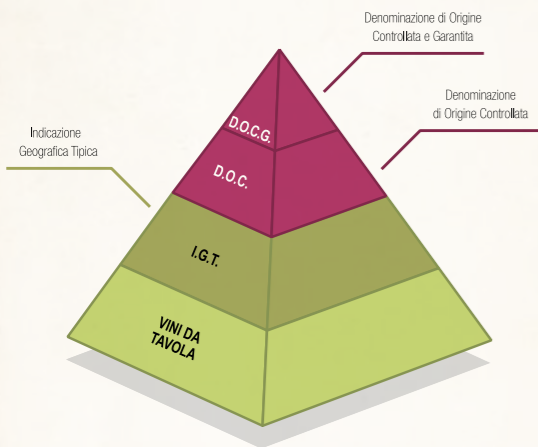 Denominazione di Origine
Controllata e Garantita
Denominazione
di Origine Controllata
Indicazione
Geografica Tipica
D.O.C.G.
D.O.C.
I.G.T.
VINI DA
TAVOLA